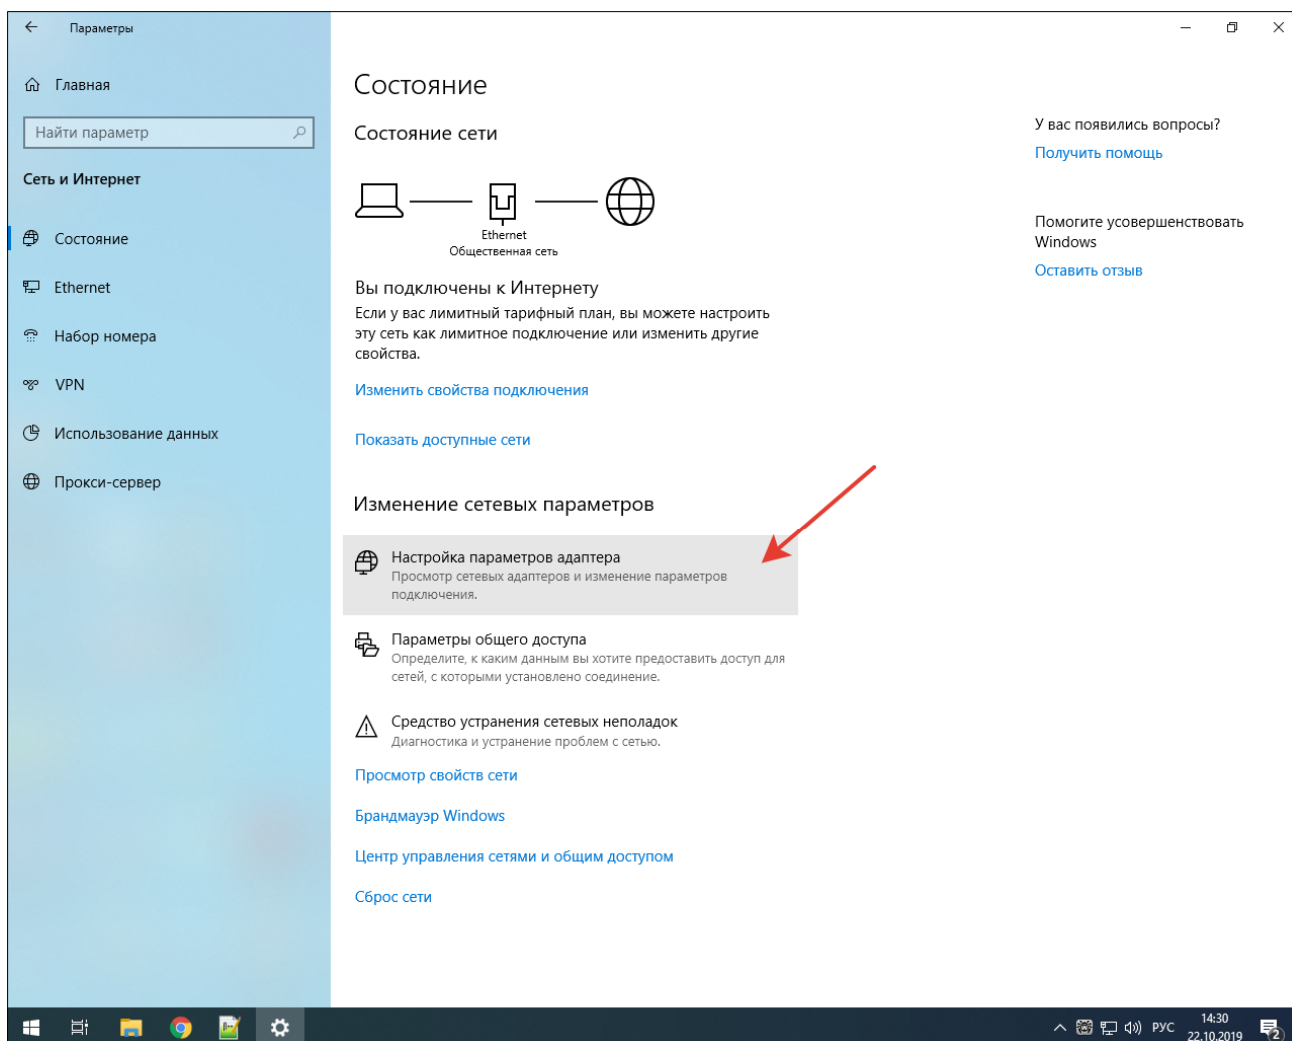 Параметры
Главная
Найти параметр
Сеть и Интернет
Состояние
Ethernet
Набор номера
VPN
Использование данных
Прокси-сервер
Состояние
Состояние сети
Ethernet
Общественная сеть
Вы подключены к Интернету
Если у вас лимитный тарифный план, вы можете настроить
эту сеть как лимитное подключение или изменить другие
свойства.
Изменить свойства подключения
Показать доступные сети
Изменение сетевых параметров
Настройка параметров адаптера
Просмотр сетевых адаптеров и изменение параметров
подключения.
Параметры общего доступа
Определите, к каким данным вы хотите предоставить доступ для
сетей, с которыми установлено соединение.
Средство устранения сетевых неполадок
Диагностика и устранение проблем с сетью.
Просмотр свойств сети
Брандмауэр Windows
Центр управления сетями и общим доступом
Сброс сети
У вас появились вопросы?
Получить помощь
Помогите усовершенствовать
Windows
Оставить отзыв
РУС
14:30
22.10.2019
2